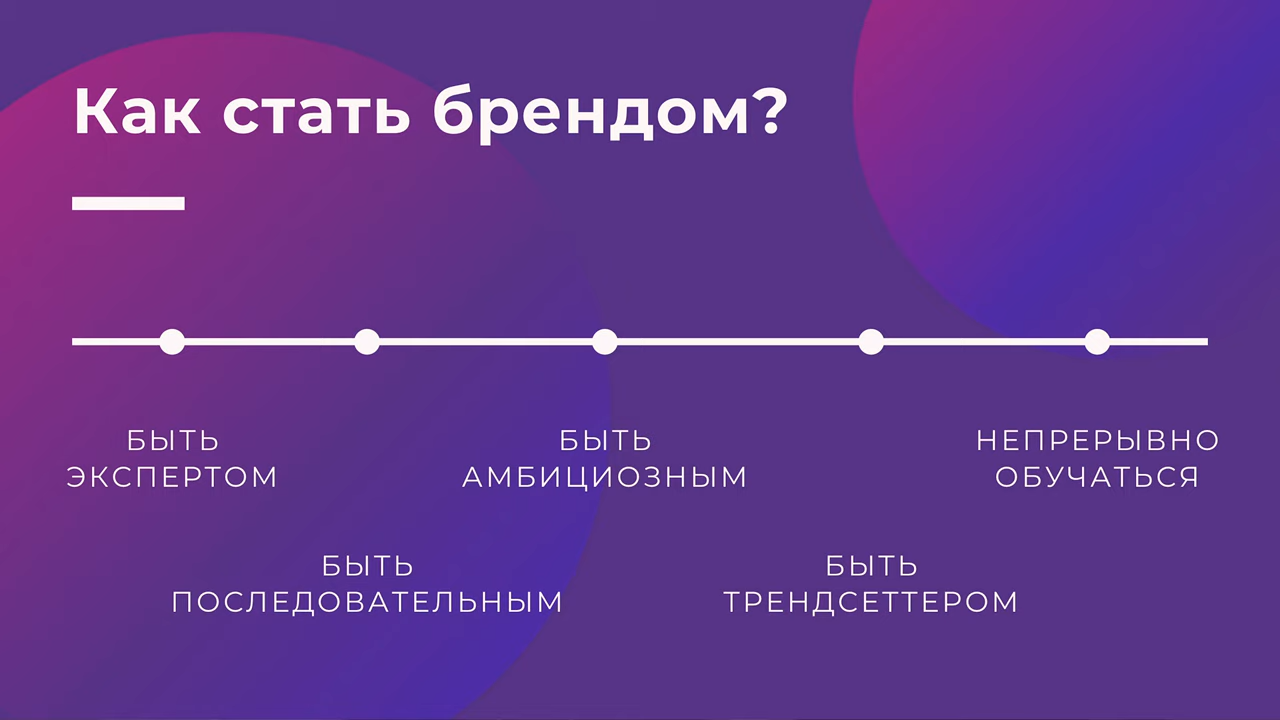 Как стать брендом?
БЫТЬ
ЭКСПЕРТОМ
БЫТЬ
ПОСЛЕДОВАТЕЛЬНЫМ
БЫТЬ
АМБИЦИОЗНЫМ
БЫТЬ
ТРЕНДСЕТТЕРОМ
НЕПРЕРЫВНО
ОБУЧАТЬСЯ